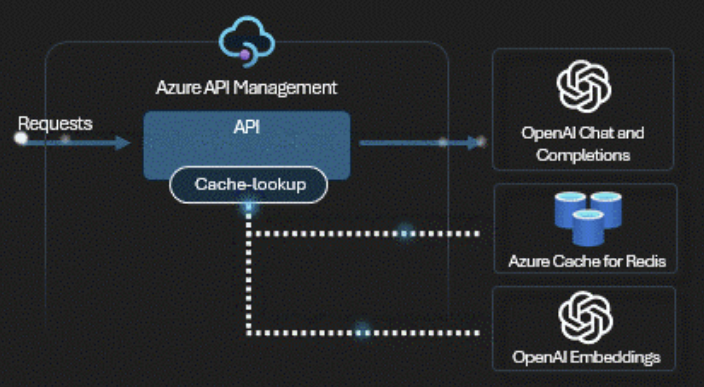 Azure API Management
Requests
API
Cache-lookup
OpenAI Chat and
Completions
Azure Cache for Redis
OpenAI Embeddings